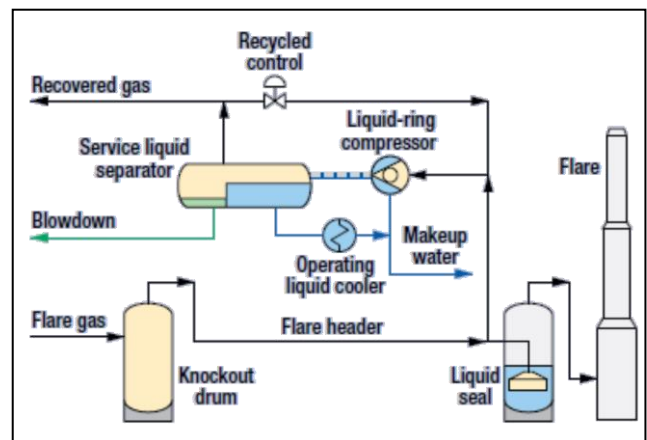 Recycled
control
Recovered gas
Liquid-ring
compressor
Service liquid
separator
Flare
Blowdown
Makeup
water
Operating
liquid cooler
Flare gas
Flare header
Knockout
drum
Liquid
seal